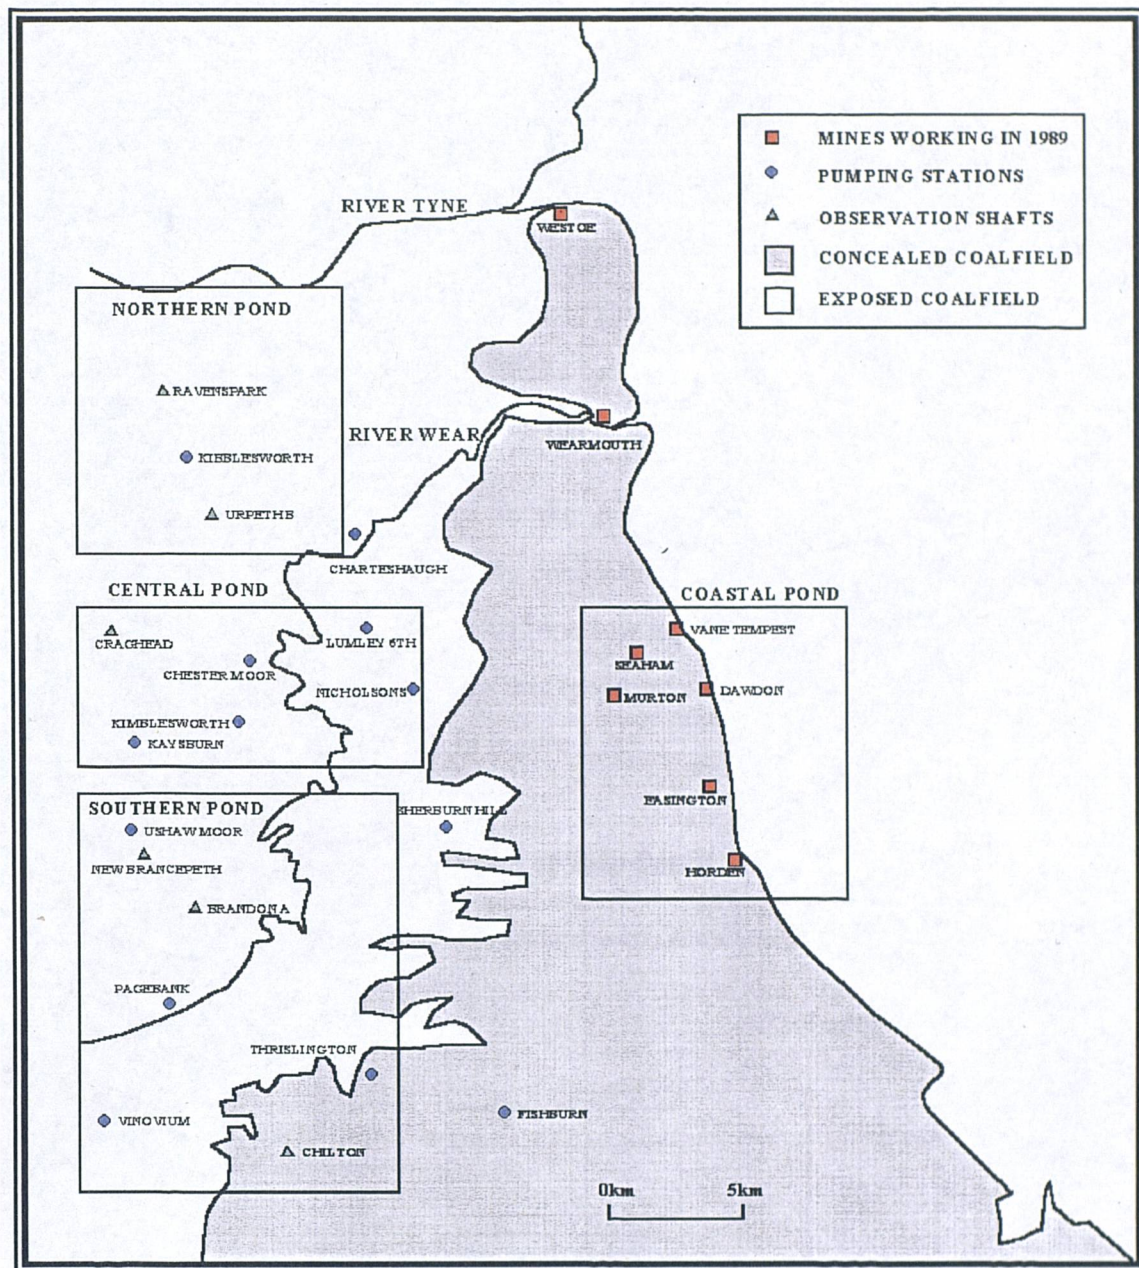 MINES WORKING IN 1989
PUMPING STATIONS
OBSERVATION SHAFTS
CONCEALED COALFIELD
EXPOSED COALFIELD
RIVER TYNE
WESTOE
NORTHERN POND
RAVENSPARK
RIVER WEAR
WEARMOUTH
KIBBLESWORTH
URPETH B
CHARTESHAUGH
CENTRAL POND
COASTAL POND
CRAGHEAD
LUMLEY 6TH
VANE TEMPEST
CHESTER MOOR
SEAHAM
NICHOLSONS
MURTON
DAWDON
KIMBLESWORTH
KAYSBURN
EASINGTON
SOUTHERN POND
SHERBURN HILL
USHAW MOOR
NEW BRANCEPETH
HORDEN
BRANDON A
PAGEBANK
THRISLINGTON
VINOVIUM
FISHBURN
CHILTON
0km 5km